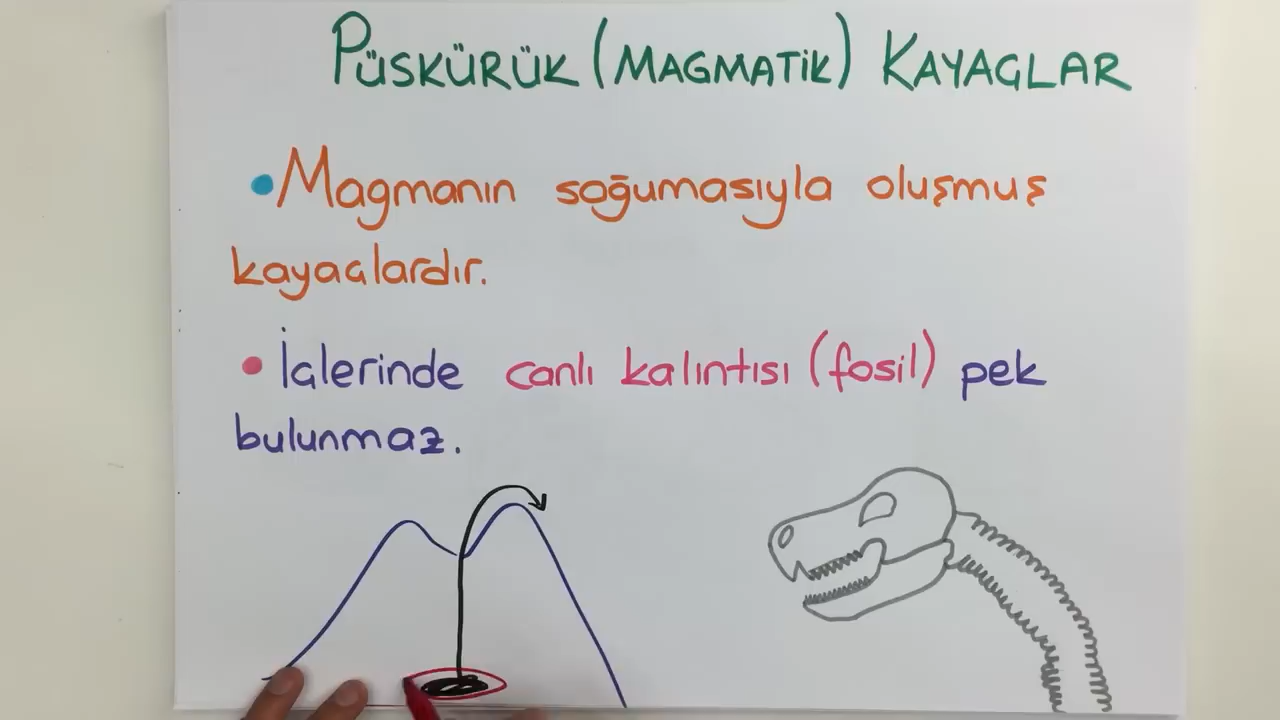 PÜSKÜRÜK (MAGMATİK) KAYAÇLAR
• Magmanın soğumasıyla oluşmuş
kayaçlardır.
• İçlerinde canlı kalıntısı (fosil) pek
bulunmaz.